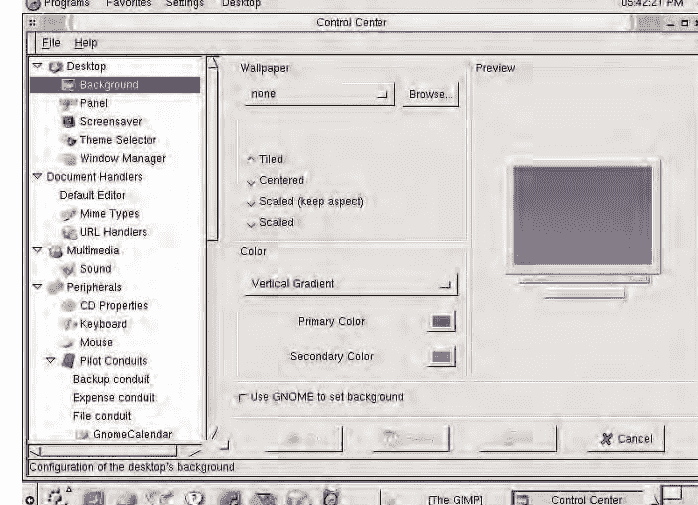 Programs Favorites Settings Desktop 05:42:21 PM
Control Center
File Help
Desktop
Background
Panel
Screensaver
Theme Selector
Window Manager
Document Handlers
Default Editor
Mime Types
URL Handlers
Multimedia
Sound
Peripherals
CD Properties
Keyboard
Mouse
Pilot Conduits
Backup conduit
Expense conduit
File conduit
GnomeCalendar
Wallpaper
none Browse...
Tiled
Centered
Scaled (keep aspect)
Scaled
Color
Vertical Gradient
Primary Color
Secondary Color
Preview
Use GNOME to set background
Cancel
Configuration of the desktop's background
[The GIMP] Control Center